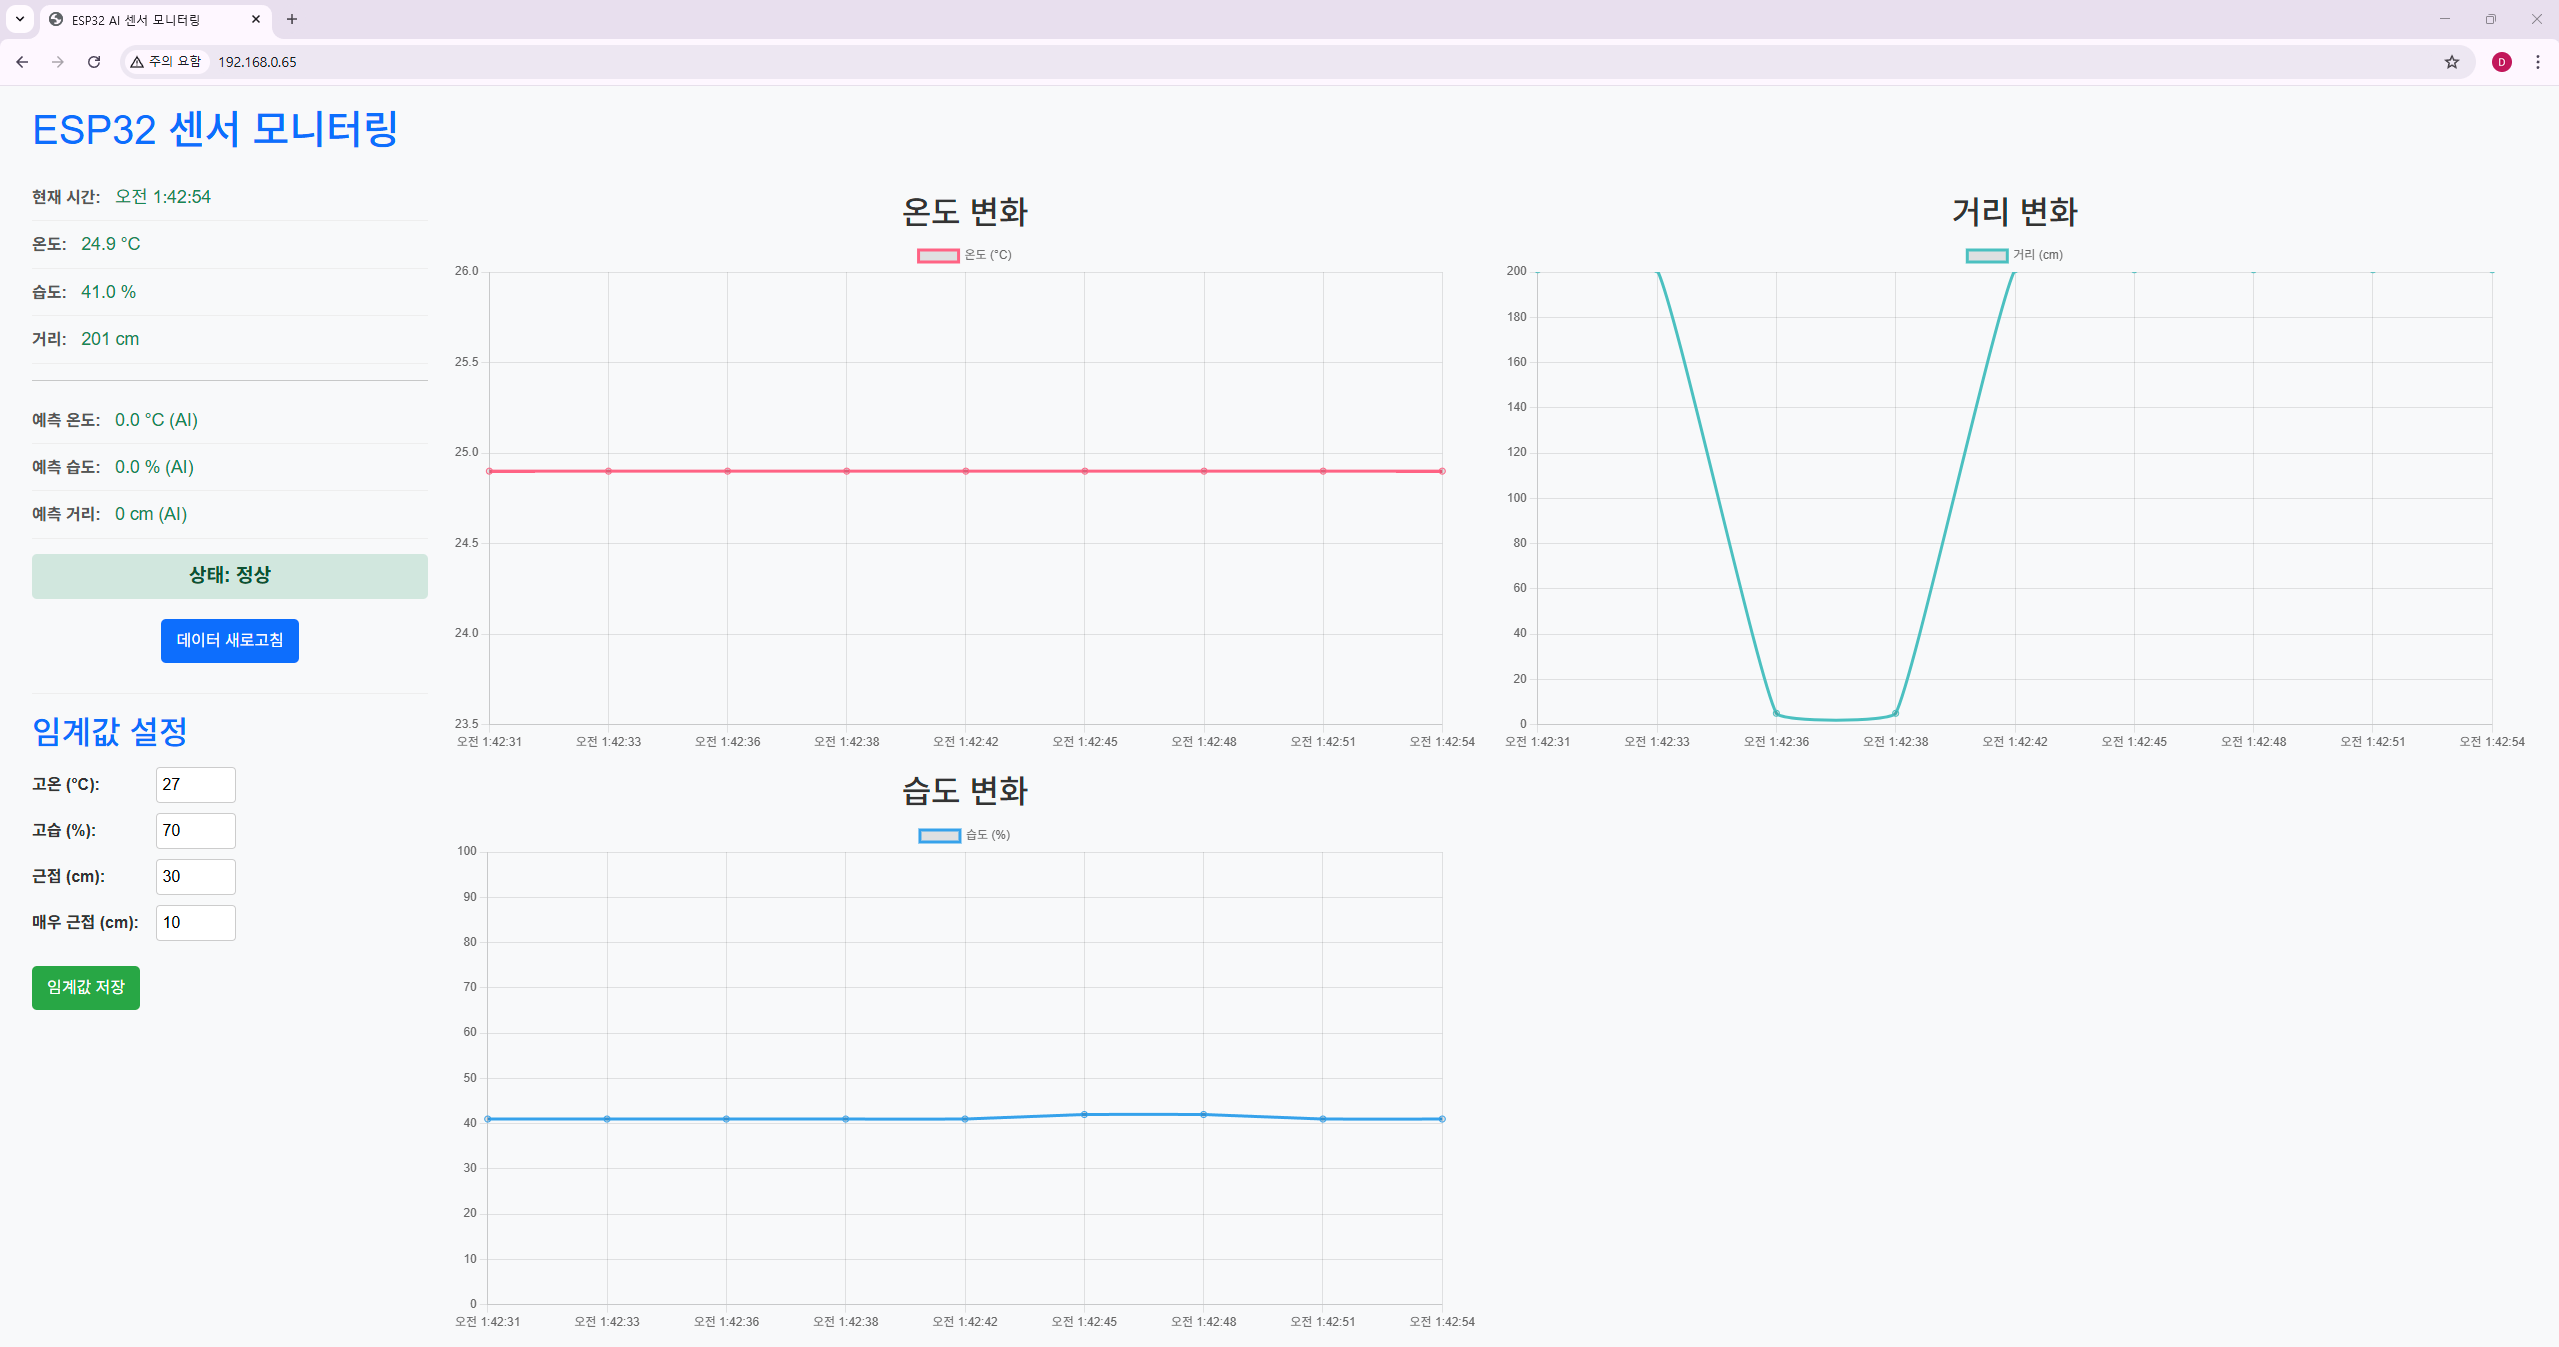 ESP32 AI 센서 모니터링
주의 요함 192.168.0.65
D
ESP32 센서 모니터링
현재 시간: 오전 1:42:54
온도: 24.9 °C
습도: 41.0 %
거리: 201 cm
예측 온도: 0.0 °C (AI)
예측 습도: 0.0 % (AI)
예측 거리: 0 cm (AI)
상태: 정상
데이터 새로고침
임계값 설정
고온 (°C): 27
고습 (%): 70
근접 (cm): 30
매우 근접 (cm): 10
임계값 저장
온도 변화
온도 (°C)
26.0
25.5
25.0
24.5
24.0
23.5
오전 1:42:31 오전 1:42:33 오전 1:42:36 오전 1:42:38 오전 1:42:42 오전 1:42:45 오전 1:42:48 오전 1:42:51 오전 1:42:54
거리 변화
거리 (cm)
200
180
160
140
120
100
80
60
40
20
0
오전 1:42:31 오전 1:42:33 오전 1:42:36 오전 1:42:38 오전 1:42:42 오전 1:42:45 오전 1:42:48 오전 1:42:51 오전 1:42:54
습도 변화
습도 (%)
100
90
80
70
60
50
40
30
20
10
0
오전 1:42:31 오전 1:42:33 오전 1:42:36 오전 1:42:38 오전 1:42:42 오전 1:42:45 오전 1:42:48 오전 1:42:51 오전 1:42:54